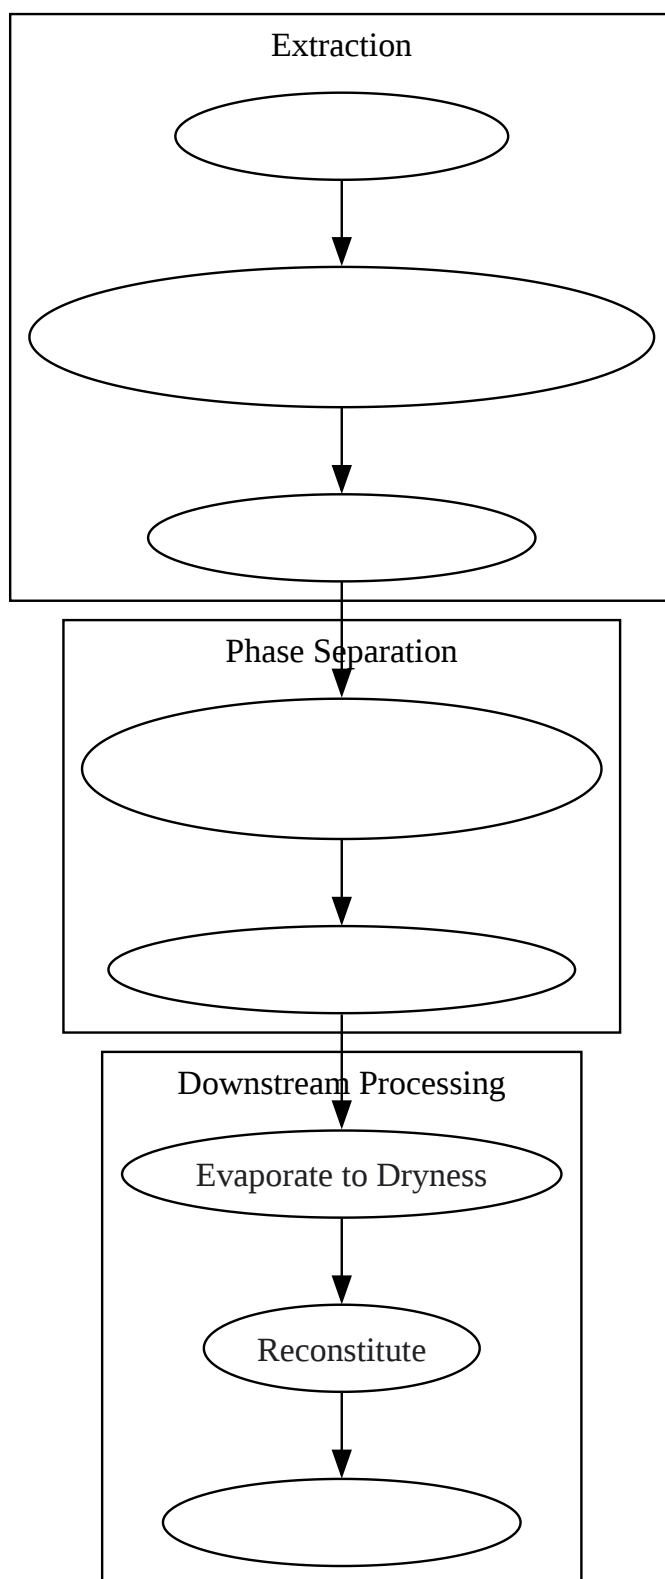 Extraction
Phase Separation
Downstream Processing
Evaporate to Dryness
Reconstitute